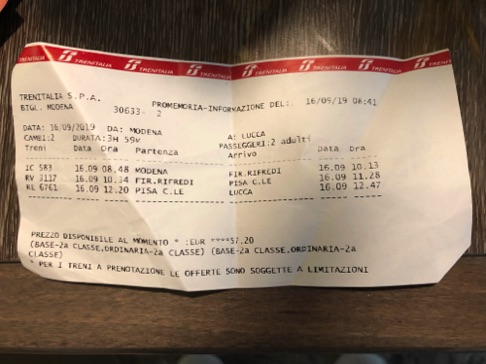 TRENITALIA TRENITALIA TRENITALIA TRENITALIA TRENITALIA TRENITALIA
TRENITALIA S.P.A.
BIGL. MODENA 30633- 2 PROMEMORIA-INFORMAZIONE DEL: 16/09/19 08:41
DATA: 16/09/2019 DA: MODENA A: LUCCA
CAMBI:2 DURATA:3H 59M PASSEGGERI:2 adulti
Treni Data Ora Partenza Arrivo Data Ora
IC 583 16.09 08.48 MODENA FIR.RIFREDI 16.09 10.13
RV 3117 16.09 10.34 FIR.RIFREDI PISA C.LE 16.09 11.28
RE 6761 16.09 12.20 PISA C.LE LUCCA 16.09 12.47
PREZZO DISPONIBILE AL MOMENTO * :EUR ****57,20
(BASE-2a CLASSE,ORDINARIA-2a CLASSE) (BASE-2a CLASSE,ORDINARIA-2a
CLASSE)
* PER I TRENI A PRENOTAZIONE LE OFFERTE SONO SOGGETTE A LIMITAZIONI